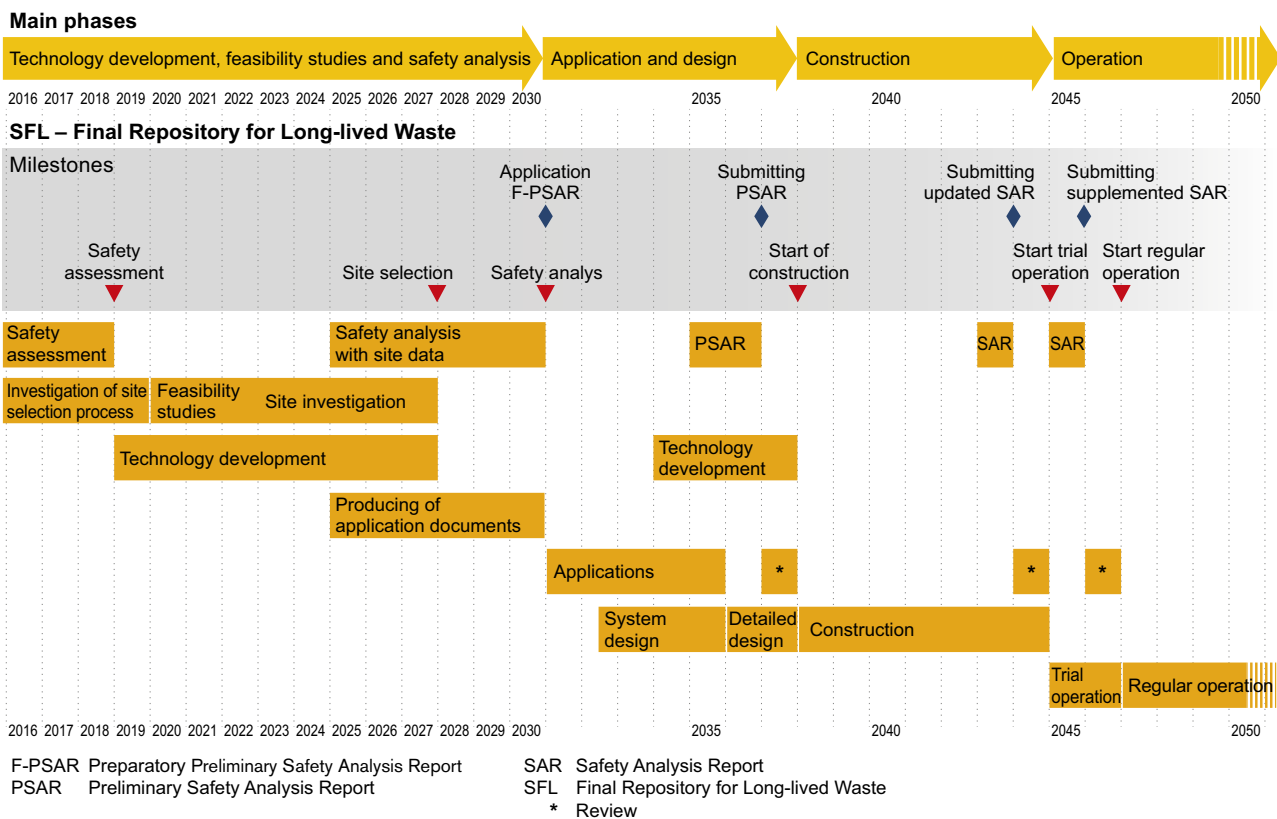 Main phases
Technology development, feasibility studies and safety analysis
Application and design
Construction
Operation
2016 2017 2018 2019 2020 2021 2022 2023 2024 2025 2026 2027 2028 2029 2030 2035 2040 2045 2050
SFL – Final Repository for Long-lived Waste
Milestones
Application
F-PSAR
Submitting
PSAR
Submitting
updated SAR
Submitting
supplemented SAR
Safety
assessment
Site selection
Safety analys
Start of
construction
Start trial
operation
Start regular
operation
Safety
assessment
Safety analysis
with site data
PSAR
SAR
SAR
Investigation of site
selection process
Feasibility
studies
Site investigation
Technology development
Technology
development
Producing of
application documents
Applications
*
*
*
System
design
Detailed
design
Construction
Trial
operation
Regular operation
2016 2017 2018 2019 2020 2021 2022 2023 2024 2025 2026 2027 2028 2029 2030 2035 2040 2045 2050
F-PSAR Preparatory Preliminary Safety Analysis Report
PSAR Preliminary Safety Analysis Report
SAR Safety Analysis Report
SFL Final Repository for Long-lived Waste
* Review